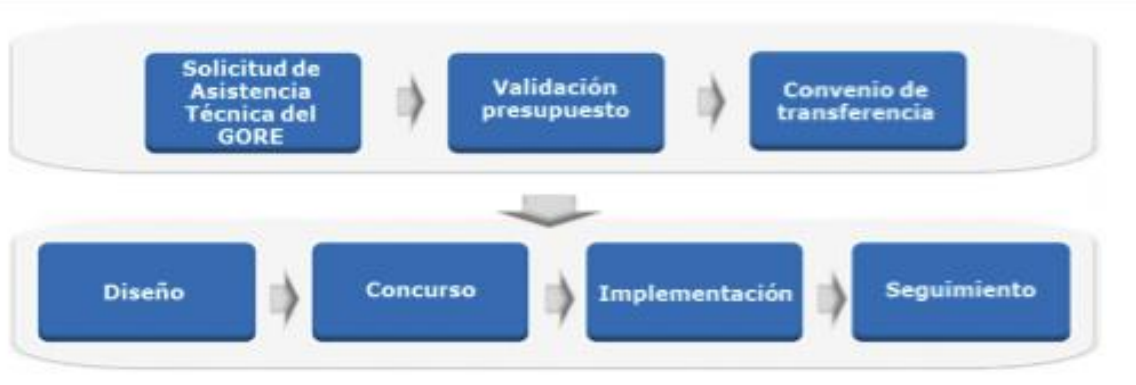 Solicitud de
Asistencia
Técnica del
GORE
Validación
presupuesto
Convenio de
transferencia
Diseño
Concurso
Implementación
Seguimiento